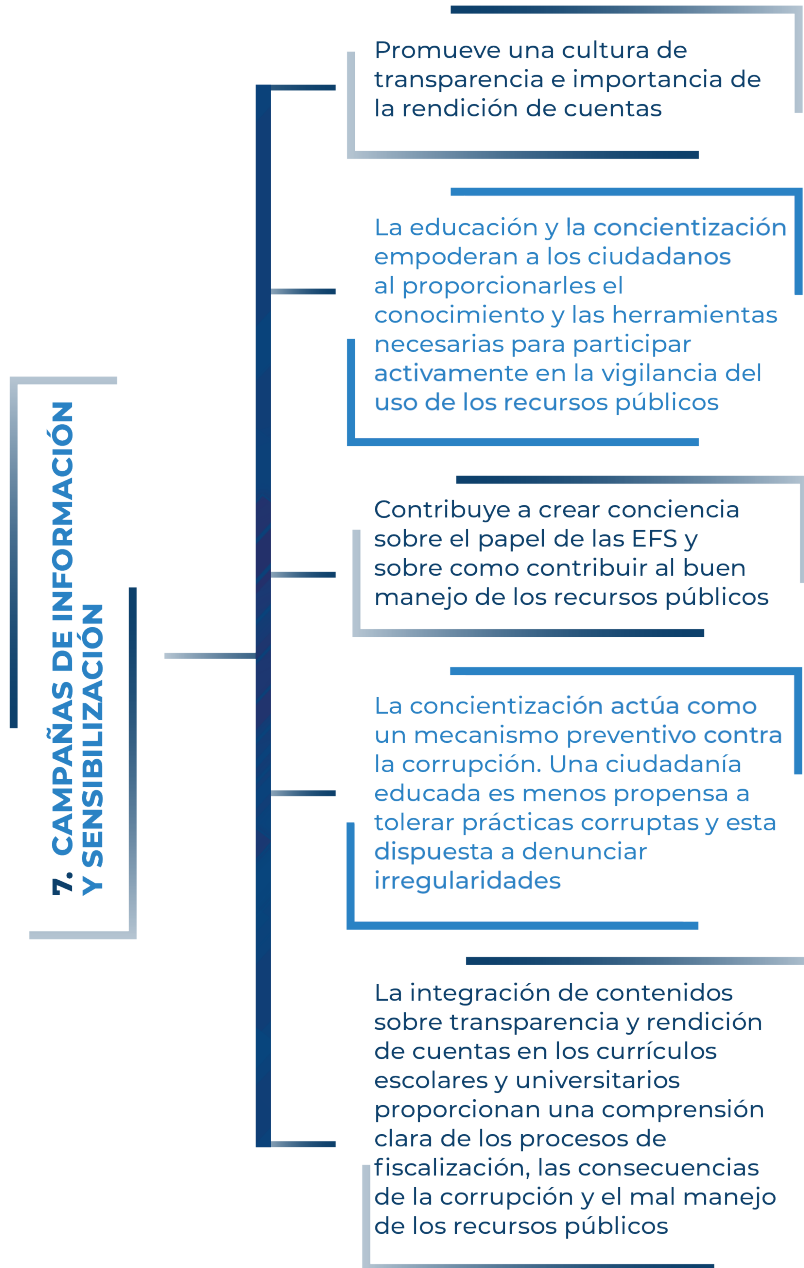 7. CAMPAÑAS DE INFORMACIÓN
Y SENSIBILIZACIÓN
Promueve una cultura de
transparencia e importancia de
la rendición de cuentas
La educación y la concientización
empoderan a los ciudadanos
al proporcionarles el
conocimiento y las herramientas
necesarias para participar
activamente en la vigilancia del
uso de los recursos públicos
Contribuye a crear conciencia
sobre el papel de las EFS y
sobre como contribuir al buen
manejo de los recursos públicos
La concientización actúa como
un mecanismo preventivo contra
la corrupción. Una ciudadanía
educada es menos propensa a
tolerar prácticas corruptas y esta
dispuesta a denunciar
irregularidades
La integración de contenidos
sobre transparencia y rendición
de cuentas en los currículos
escolares y universitarios
proporcionan una comprensión
clara de los procesos de
fiscalización, las consecuencias
de la corrupción y el mal manejo
de los recursos públicos